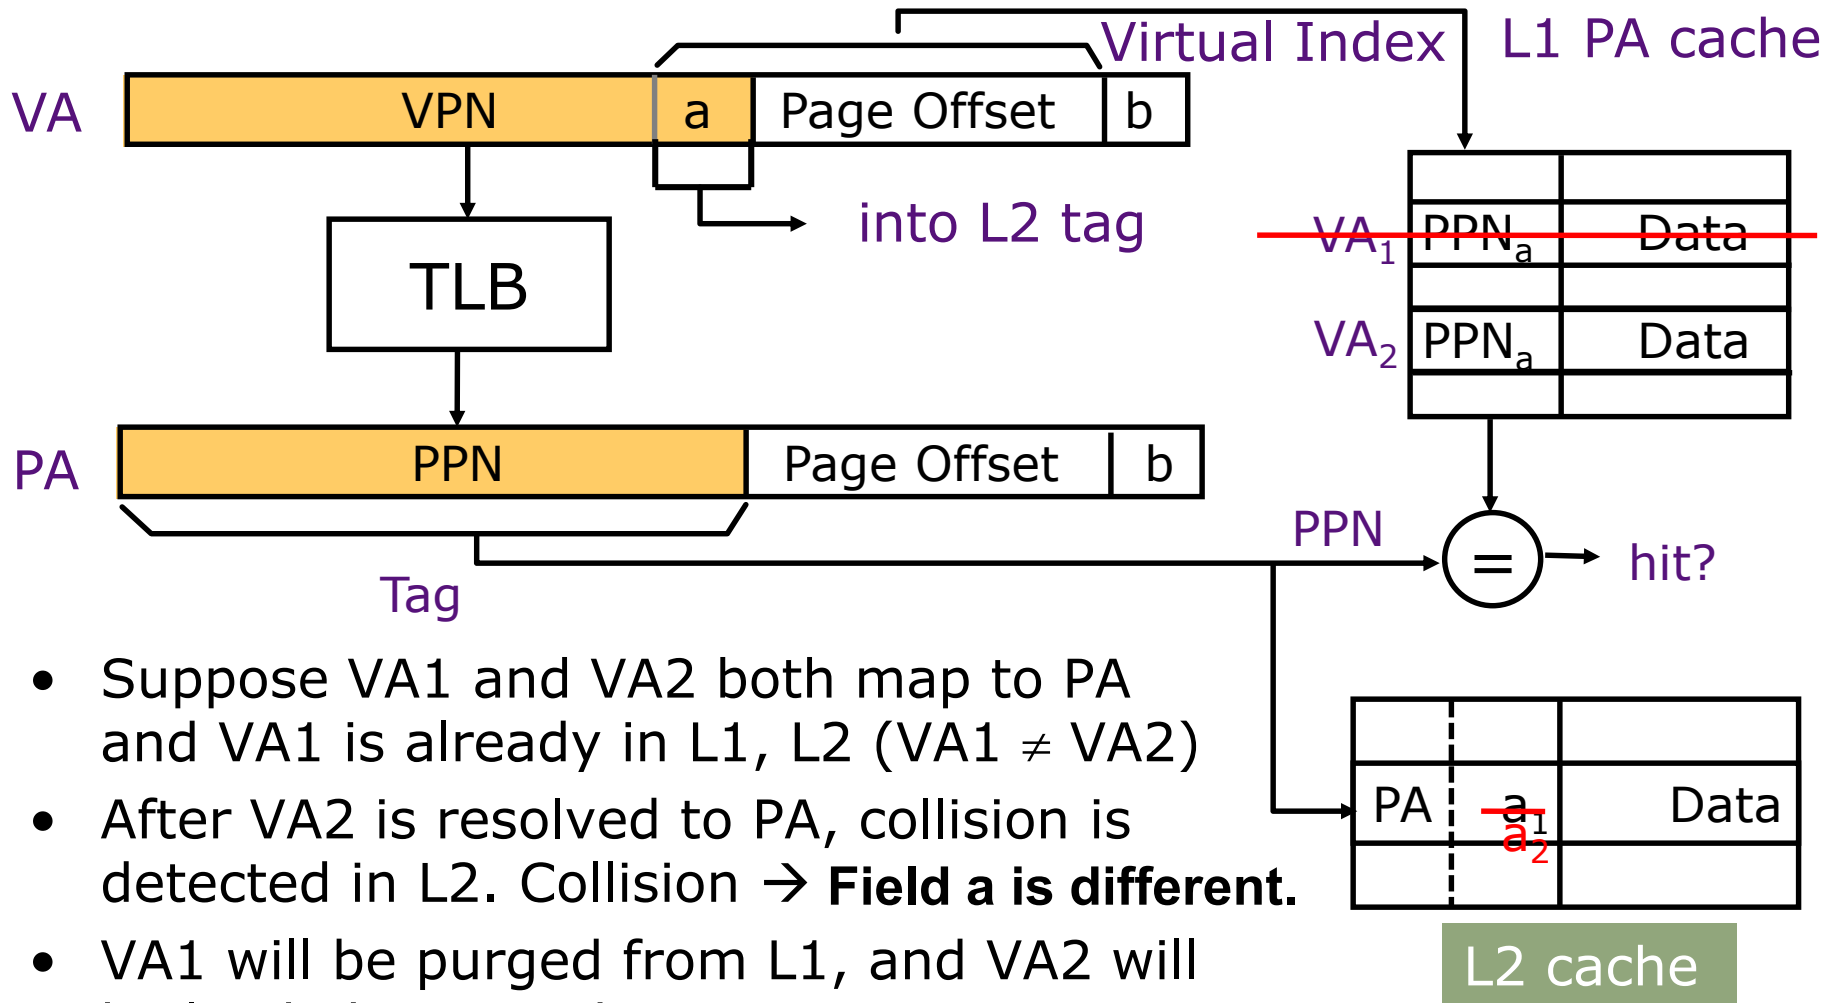 Virtual Index
L1 PA cache
VA
VPN
a
Page Offset
b
into L2 tag
TLB
VA1 PPNa Data
VA2 PPNa Data
PA
PPN
Page Offset
b
PPN
=
hit?
Tag
• Suppose VA1 and VA2 both map to PA
and VA1 is already in L1, L2 (VA1 ≠ VA2)
• After VA2 is resolved to PA, collision is
detected in L2. Collision → Field a is different.
• VA1 will be purged from L1, and VA2 will
PA a1 Data
a2
L2 cache